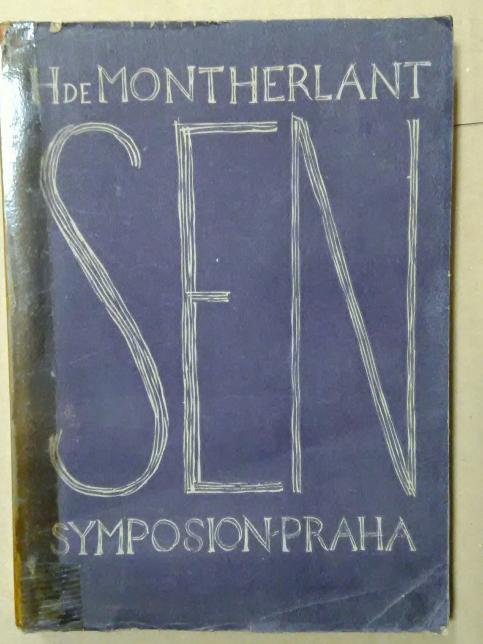 H DE MONTHERLANT
SEN
SYMPOSION-PRAHA